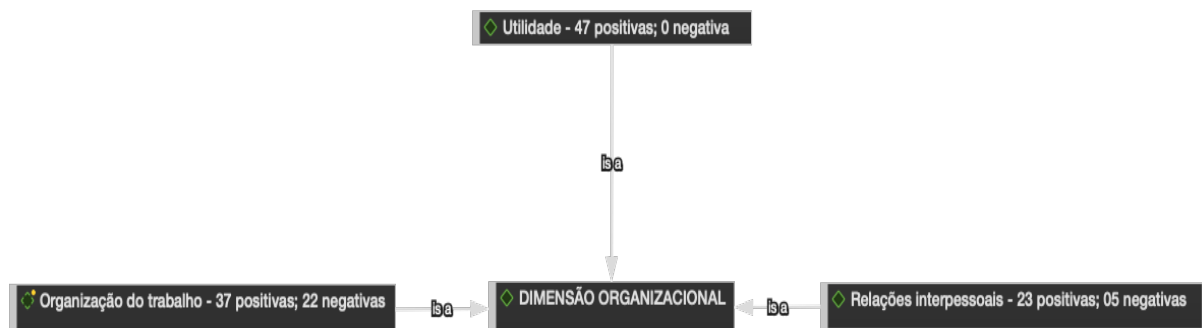 Utilidade - 47 positivas; 0 negativa
is a
Organização do trabalho - 37 positivas; 22 negativas
is a
DIMENSÃO ORGANIZACIONAL
is a
Relações interpessoais - 23 positivas; 05 negativas